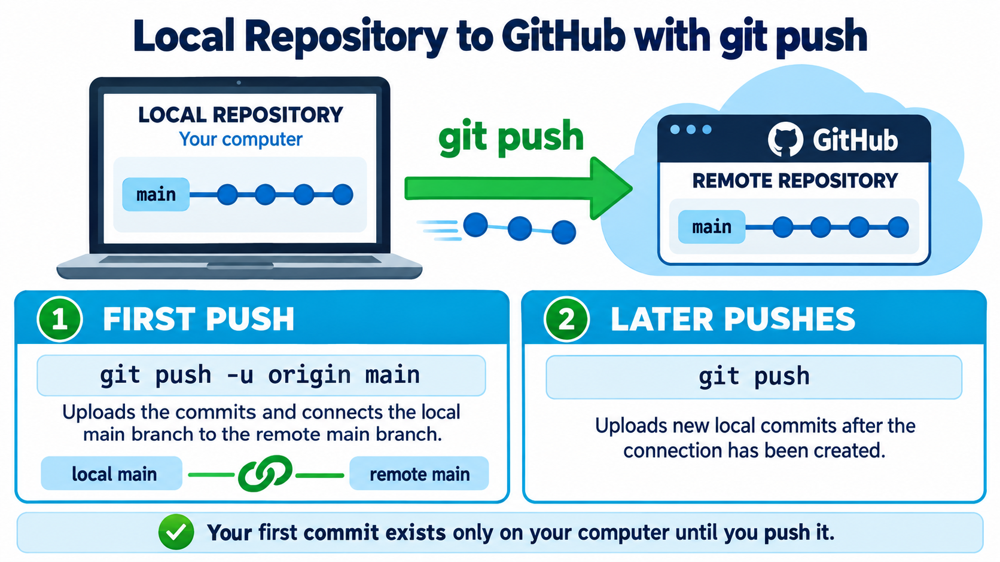 Local Repository to GitHub with git push
LOCAL REPOSITORY
Your computer
main
git push
GitHub
REMOTE REPOSITORY
main
1 FIRST PUSH
git push -u origin main
Uploads the commits and connects the local
main branch to the remote main branch.
local main
remote main
2 LATER PUSHES
git push
Uploads new local commits after the
connection has been created.
Your first commit exists only on your computer until you push it.